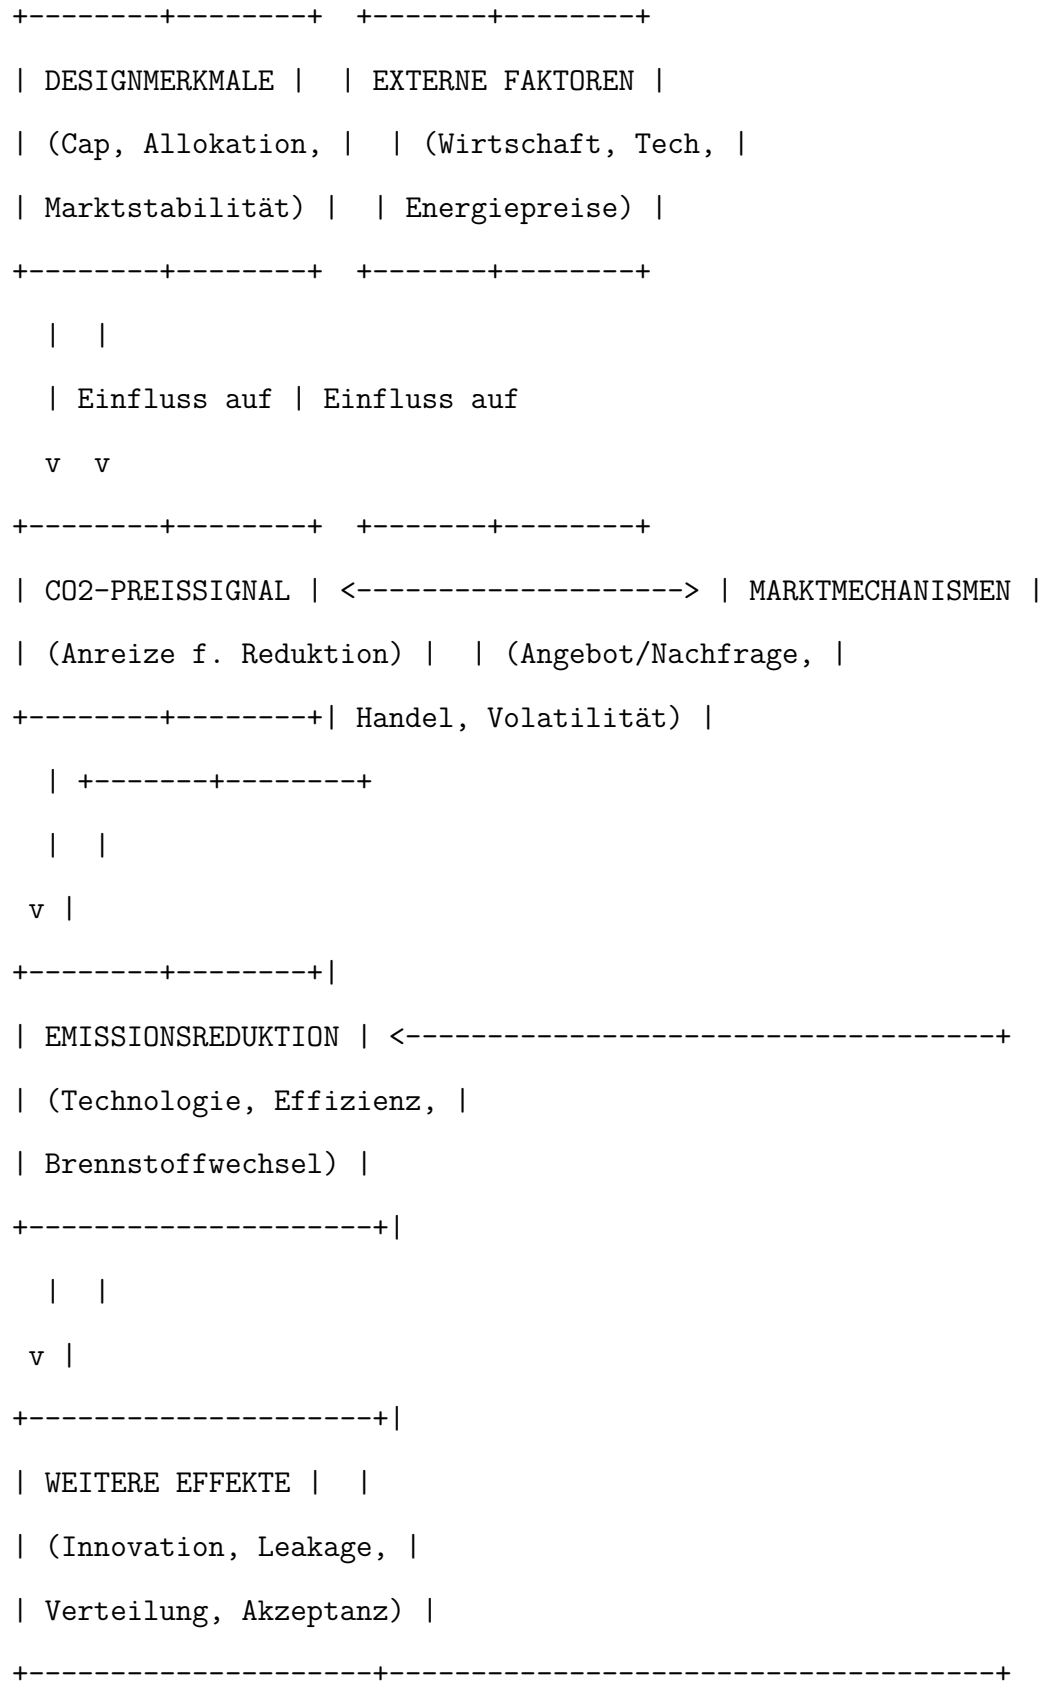 +--------+--------+  +-------+--------+
| DESIGNMERKMALE |  | EXTERNE FAKTOREN |
| (Cap, Allokation, |  | (Wirtschaft, Tech, |
| Marktstabilität) |  | Energiepreise) |
+--------+--------+  +-------+--------+
  |  |
  | Einfluss auf | Einfluss auf
  v  v
+--------+--------+  +-------+--------+
| CO2-PREISSIGNAL | <--------------------> | MARKTMECHANISMEN |
| (Anreize f. Reduktion) |  | (Angebot/Nachfrage, |
+--------+--------+| Handel, Volatilität) |
  | +-------+--------+
  |  |
 v |
+--------+--------+|
| EMISSIONSREDUKTION | <------------------------------------+
| (Technologie, Effizienz, |
| Brennstoffwechsel) |
+---------------------+|
  |  |
 v |
+---------------------+|
| WEITERE EFFEKTE |  |
| (Innovation, Leakage, |
| Verteilung, Akzeptanz) |
+---------------------+-------------------------------------+